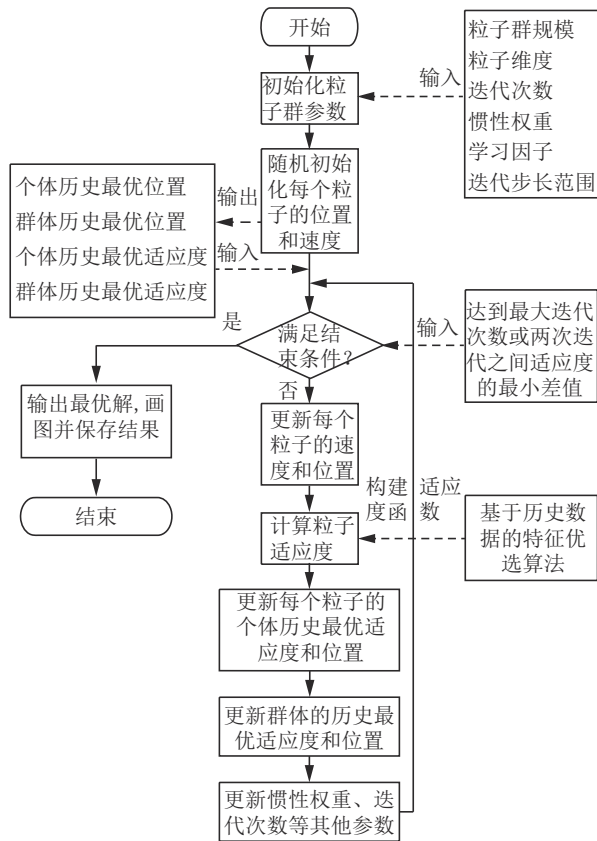 开始
初始化粒
子群参数
输入
粒子群规模
粒子维度
迭代次数
惯性权重
学习因子
迭代步长范围
随机初始
化每个粒
子的位置
和速度
个体历史最优位置
群体历史最优位置
个体历史最优适应度
群体历史最优适应度
输出
输入
满足结
束条件?
是
否
输入
达到最大迭代
次数或两次迭
代之间适应度
的最小差值
输出最优解,画
图并保存结果
结束
更新每个
粒子的速
度和位置
构建 适应
度函 数
计算粒子
适应度
基于历史数
据的特征优
选算法
更新每个粒子的
个体历史最优适
应度和位置
更新群体的历史最
优适应度和位置
更新惯性权重、迭
代次数等其他参数